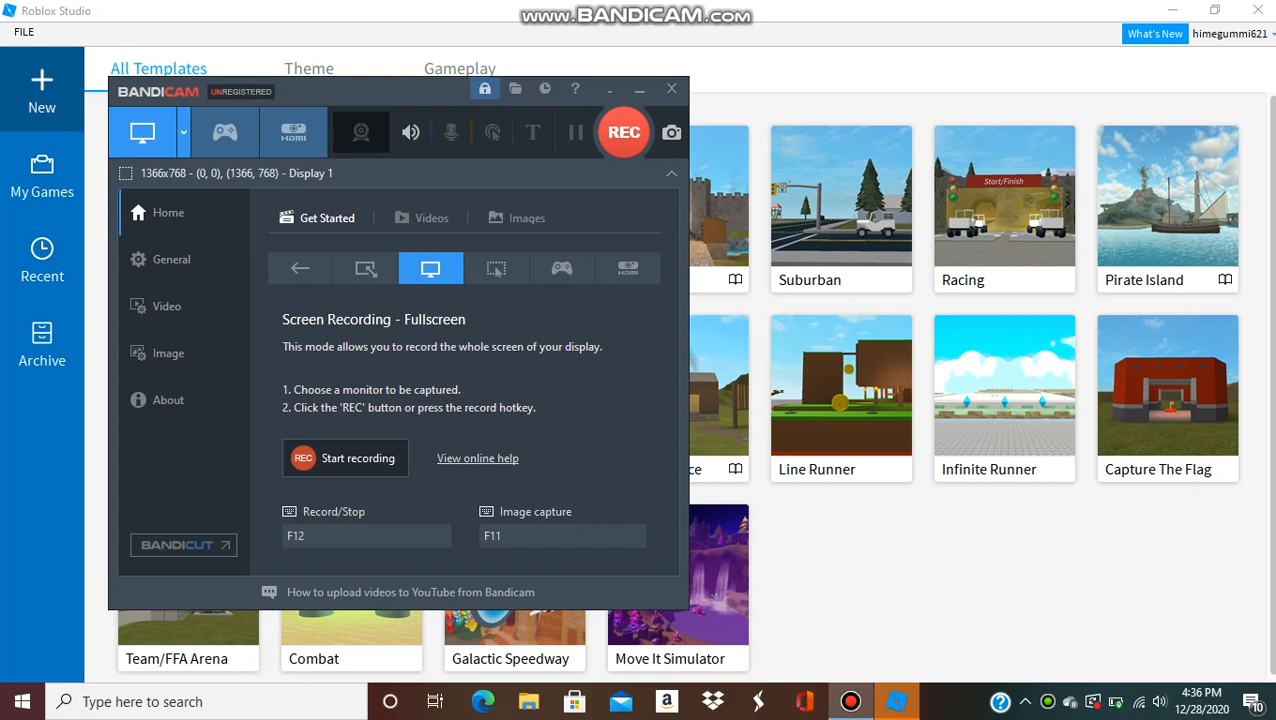 Roblox Studio
www.BANDICAM.com
FILE
What's New
himegummi621
New
My Games
Recent
Archive
All Templates
Theme
Gameplay
BANDICAM
UNREGISTERED
HDMI
T
REC
1366x768 - (0, 0), (1366, 768) - Display 1
Home
General
Video
Image
About
BANDICUT
Get Started
Videos
Images
HDMI
Screen Recording - Fullscreen
This mode allows you to record the whole screen of your display.
1. Choose a monitor to be captured.
2. Click the 'REC' button or press the record hotkey.
REC
Start recording
View online help
Record/Stop
Image capture
F12
F11
How to upload videos to YouTube from Bandicam
Start/Finish
Suburban
Racing
Pirate Island
ce
Line Runner
Infinite Runner
Capture The Flag
Team/FFA Arena
Combat
Galactic Speedway
Move It Simulator
Type here to search
4:36 PM
12/28/2020
10